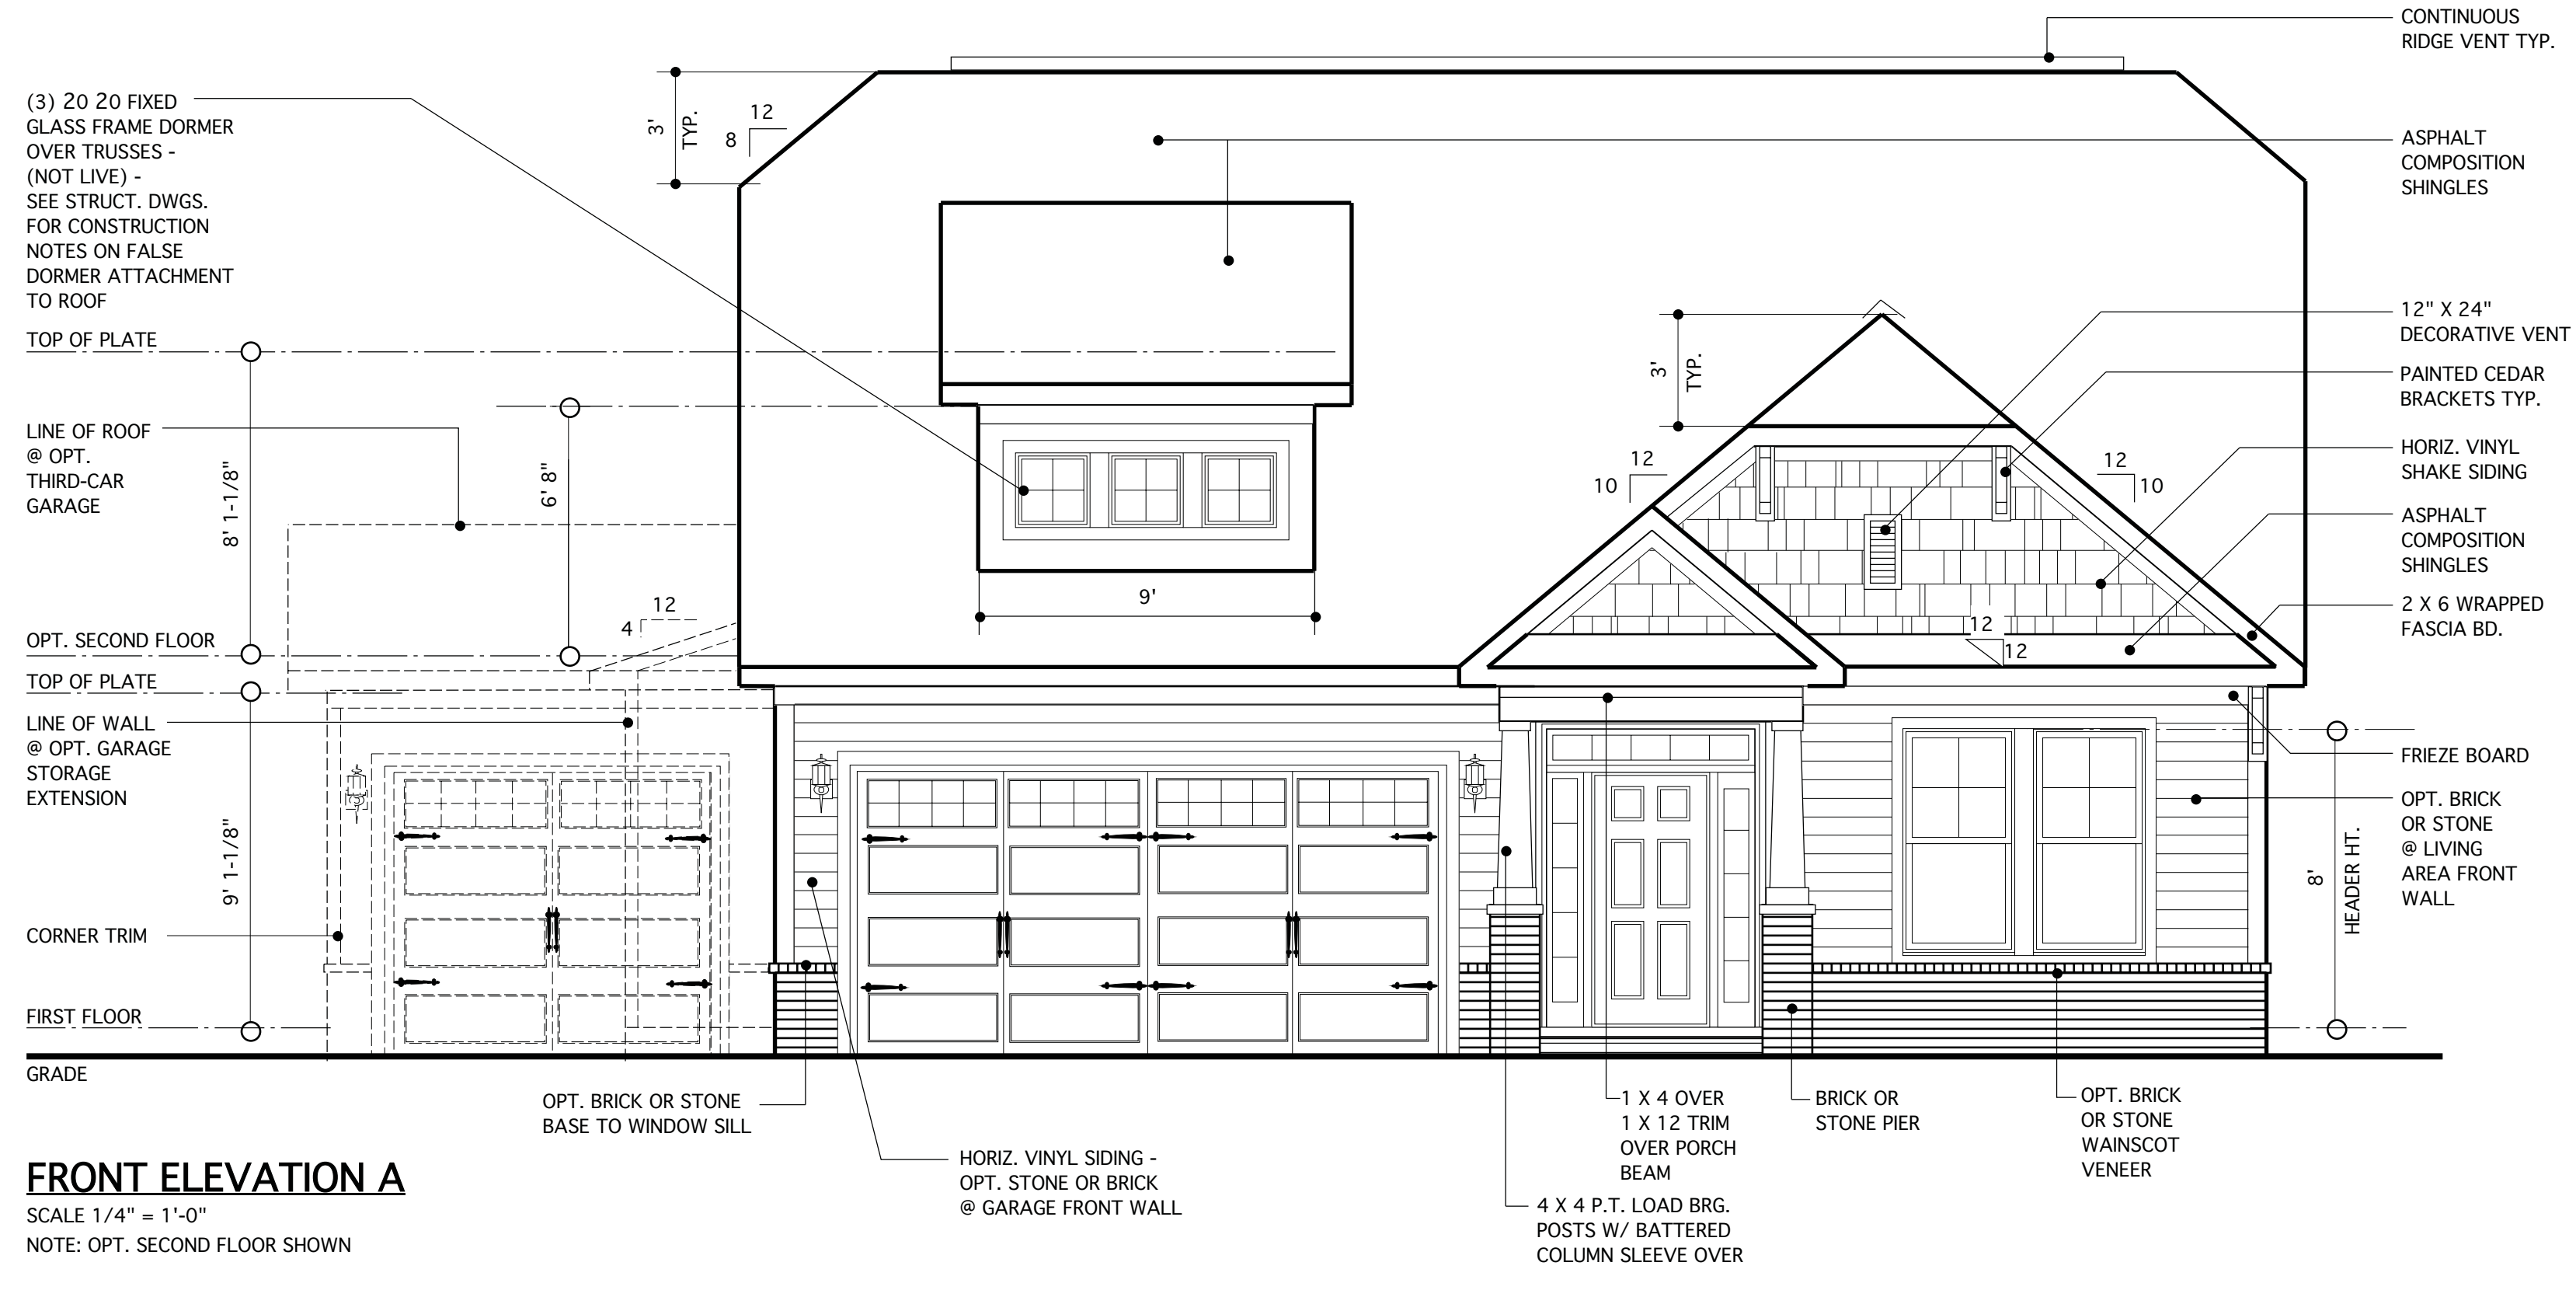 CONTINUOUS
RIDGE VENT TYP.
(3) 20 20 FIXED
GLASS FRAME DORMER
OVER TRUSSES -
(NOT LIVE) -
SEE STRUCT. DWGS.
FOR CONSTRUCTION
NOTES ON FALSE
DORMER ATTACHMENT
TO ROOF
3'
TYP.
12
8
ASPHALT
COMPOSITION
SHINGLES
TOP OF PLATE
12" X 24"
DECORATIVE VENT
3'
TYP.
PAINTED CEDAR
BRACKETS TYP.
LINE OF ROOF
@ OPT.
THIRD-CAR
GARAGE
8' 1-1/8"
6' 8"
12
10
12
10
HORIZ. VINYL
SHAKE SIDING
ASPHALT
COMPOSITION
SHINGLES
9'
12
4
12
12
2 X 6 WRAPPED
FASCIA BD.
OPT. SECOND FLOOR
TOP OF PLATE
LINE OF WALL
@ OPT. GARAGE
STORAGE
EXTENSION
FRIEZE BOARD
OPT. BRICK
OR STONE
@ LIVING
AREA FRONT
WALL
9' 1-1/8"
8'
HEADER HT.
CORNER TRIM
FIRST FLOOR
GRADE
OPT. BRICK OR STONE
BASE TO WINDOW SILL
HORIZ. VINYL SIDING -
OPT. STONE OR BRICK
@ GARAGE FRONT WALL
1 X 4 OVER
1 X 12 TRIM
OVER PORCH
BEAM
BRICK OR
STONE PIER
OPT. BRICK
OR STONE
WAINSCOT
VENEER
4 X 4 P.T. LOAD BRG.
POSTS W/ BATTERED
COLUMN SLEEVE OVER
FRONT ELEVATION A
SCALE 1/4" = 1'-0"
NOTE: OPT. SECOND FLOOR SHOWN